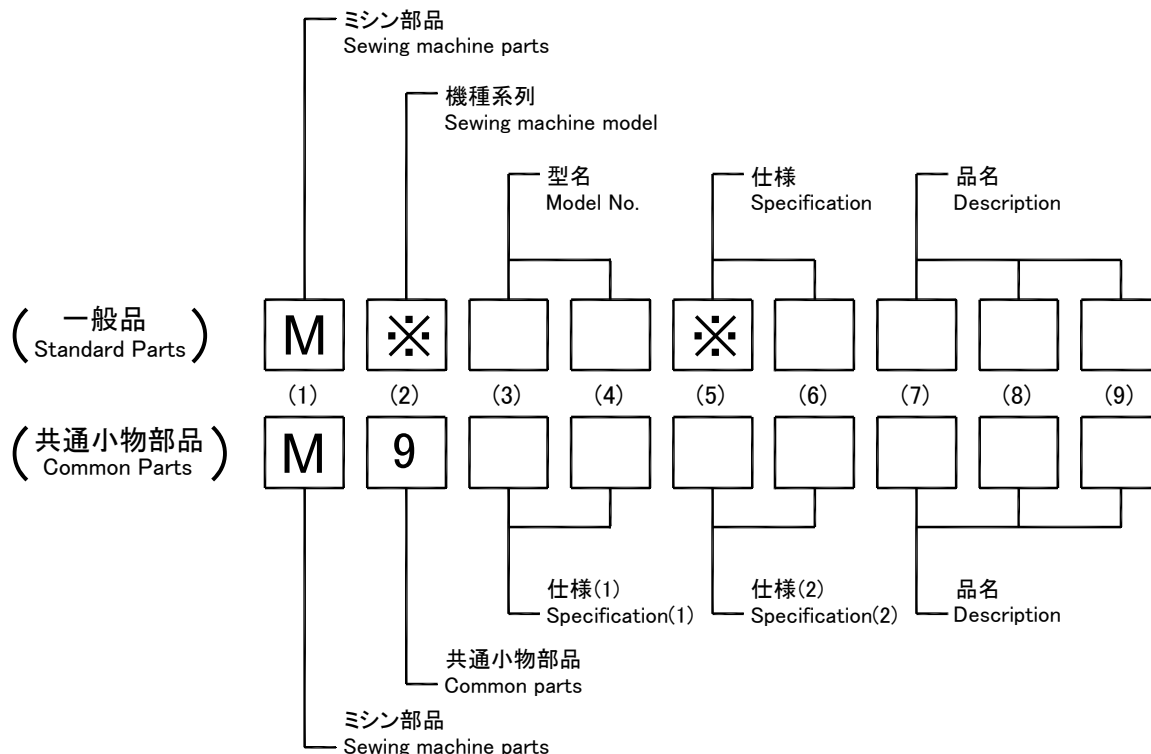 ミシン部品
Sewing machine parts
機種系列
Sewing machine model
型名
Model No.
仕様
Specification
品名
Description
(一般品
Standard Parts)
M ※ ※
(1) (2) (3) (4) (5) (6) (7) (8) (9)
(共通小物部品
Common Parts)
M 9
仕様(1)
Specification(1)
仕様(2)
Specification(2)
品名
Description
共通小物部品
Common parts
ミシン部品
Sewing machine parts